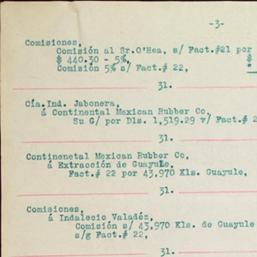 -3-
Comisiones,
Comisión al Sr.O'Hea, s/ Fact.#21 por
$ 440.30 - 5%, $
Comisión 5% s/ Fact.# 22,
31.
Cía.Ind. Jabonera,
á Continental Mexican Rubber Co,
Su G/ por Dls. 1,519.29 v/ Fact.# 2
31.
Continenetal Mexican Rubber Co,
á Extracción de Guayule,
Fact.# 22 por 43,970 Kls. Guayule,
31.
Comisiones,
á Indalecio Valadéz,
Comisión s/ 43,970 Kls. de Guayule
s/g Fact.# 22,
31.